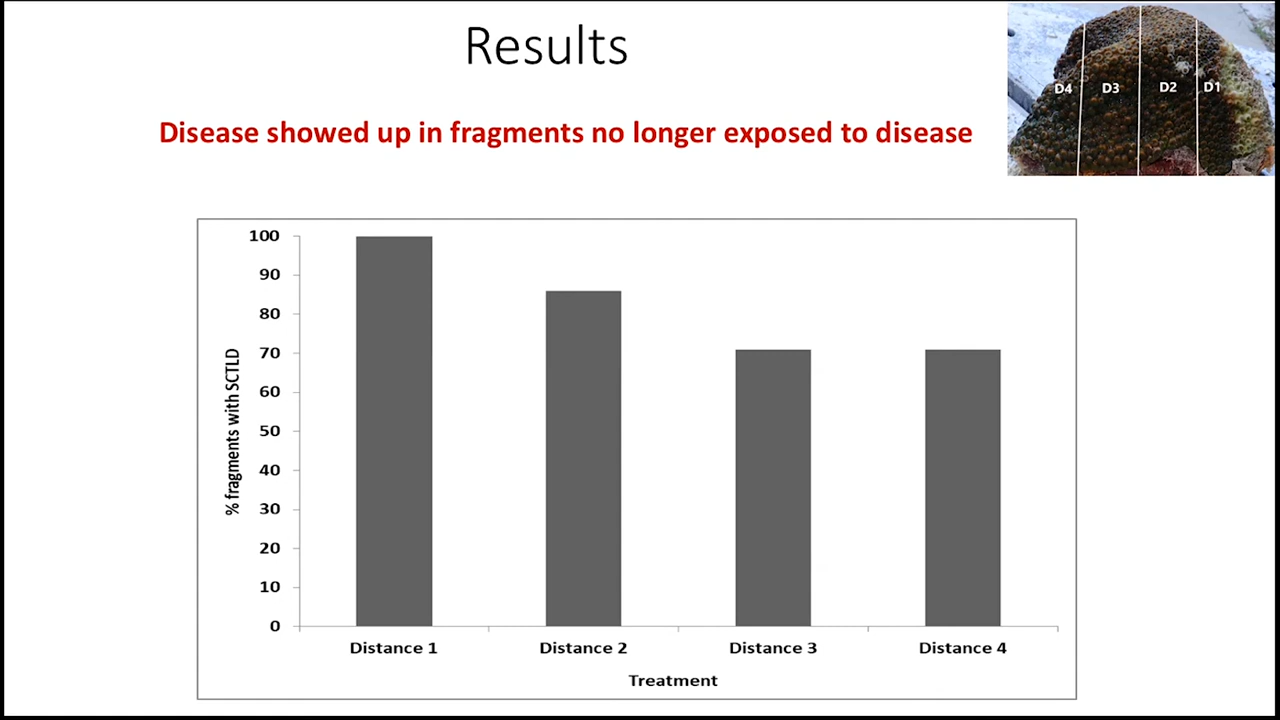 Results
Disease showed up in fragments no longer exposed to disease
D4 D3 D2 D1
100
90
80
70
60
50
40
30
20
10
0
% fragments with SCTLD
Distance 1 Distance 2 Distance 3 Distance 4
Treatment